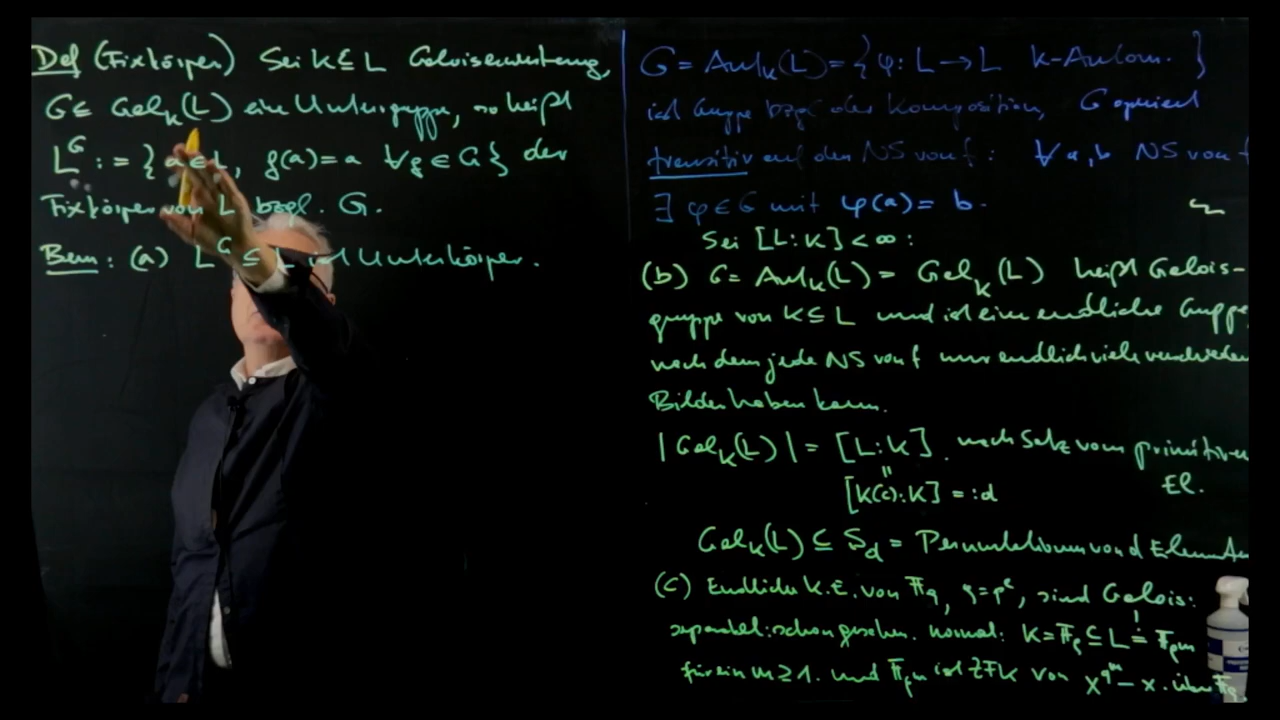 Def (Fixkörper) Sei K ⊆ L Galoiserweiterung,
G ⊆ Gal_K(L) eine Untergruppe, so heißt
L^G := { a ∈ L, g(a) = a ∀ g ∈ G } der
Fixkörper von L bzgl. G.
Bem: (a) L^G ⊆ L ist Unterkörper.
G = Aut_K(L) = { φ: L → L K-Autom. }
ist Gruppe bzgl. der Komposition, G operiert
transitiv auf den NS von f: ∀ a, b NS von f
∃ φ ∈ G mit φ(a) = b.
Sei [L:K] < ∞:
(b) G = Aut_K(L) = Gal_K(L) heißt Galois-
gruppe von K ⊆ L und ist eine endliche Gruppe
nach dem jede NS von f nur endlich viele verschieden
Bilder haben kann.
|Gal_K(L)| = [L:K]. nach Satz vom primitiven
El.
"
[K(c):K] =: d
Gal_K(L) ⊆ S_d = Permutationen von d Elementen
(c) Endliche K.E. von F_q, q = p^e, sind Galois:
separabel: schon gesehen. normal: K = F_q ⊆ L = F_{q^m}
!
für ein m ≥ 1. und F_{q^m} ist ZFK von x^{q^m} - x. über F_q